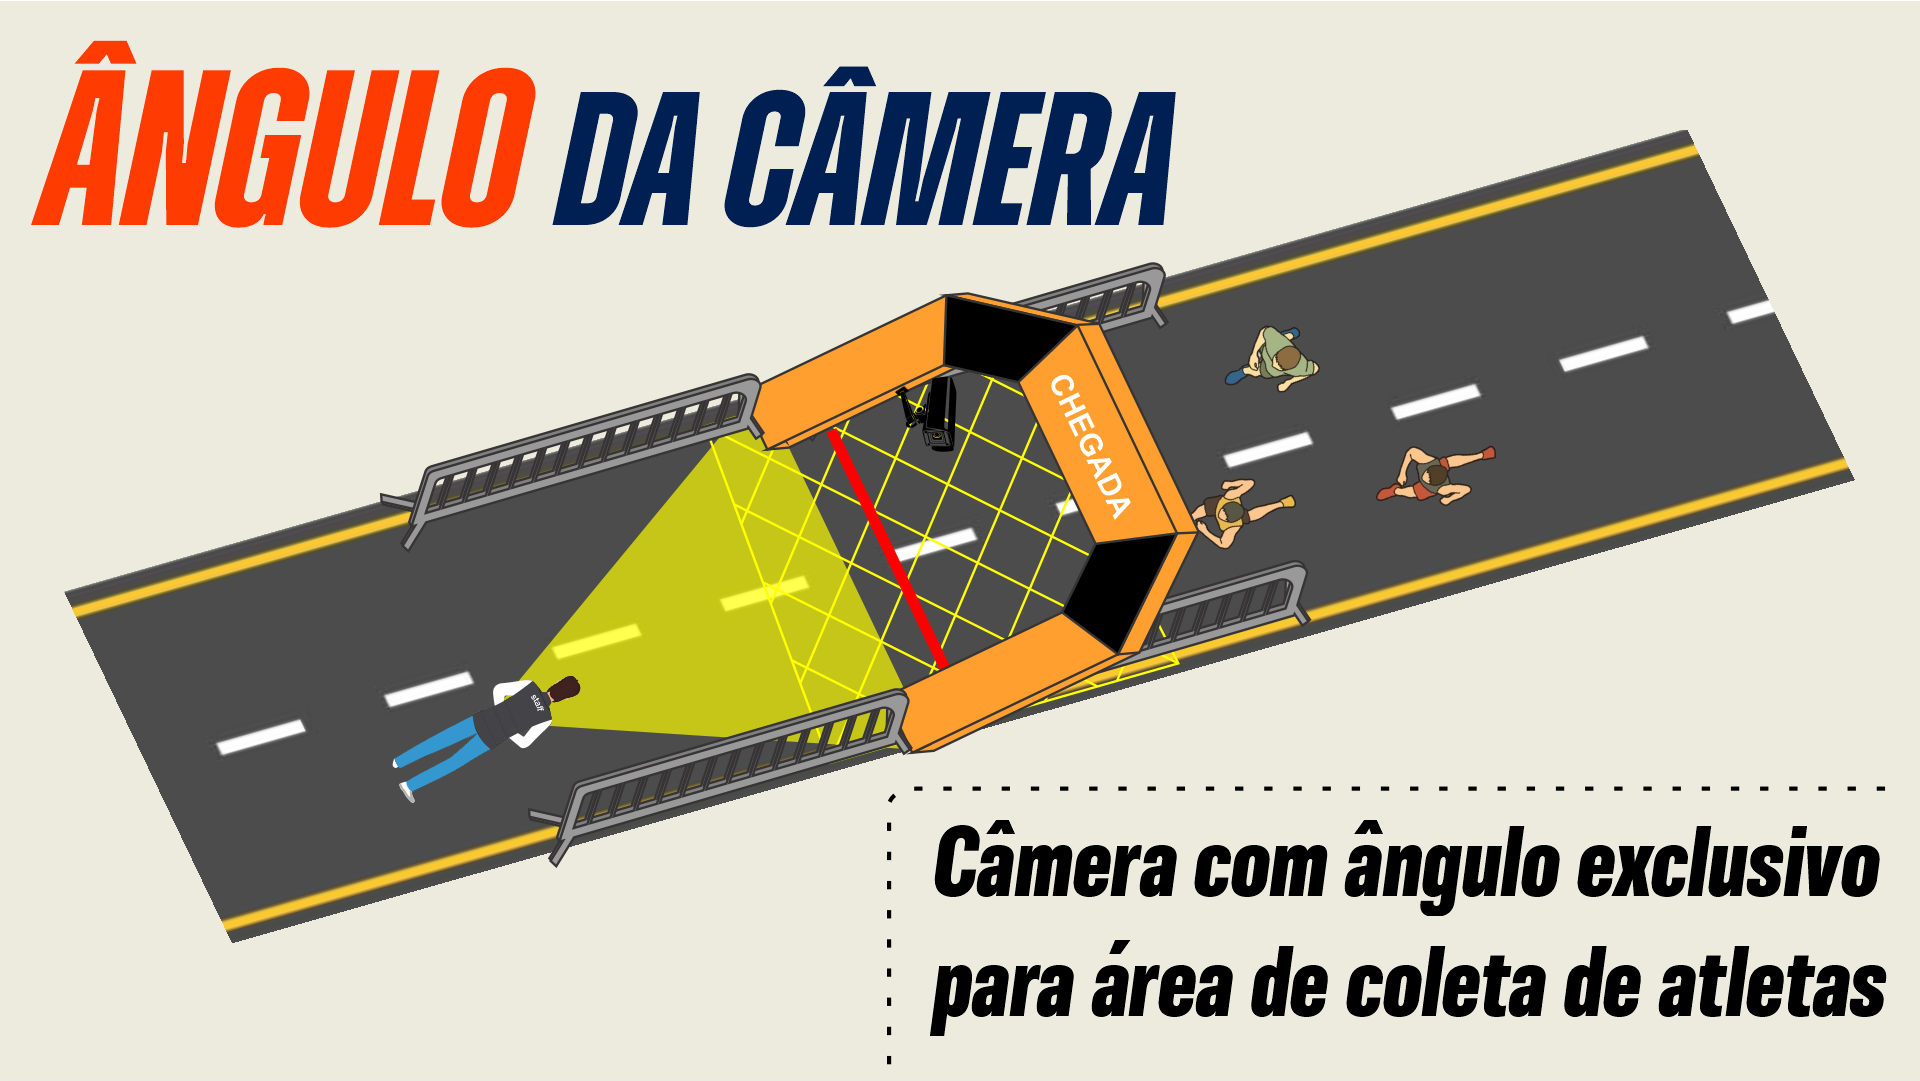 ÂNGULO DA CÂMERA
CHEGADA
staff
Câmera com ângulo exclusivo
para área de coleta de atletas